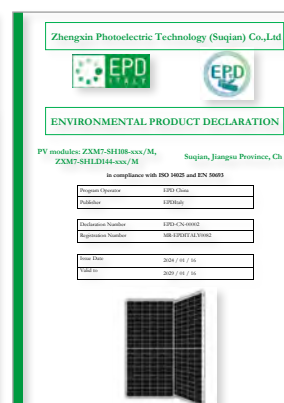 Zhengxin Photoelectric Technology (Suqian) Co.,Ltd
EPD
ITALY
EPD
ENVIRONMENTAL PRODUCT DECLARATION
PV modules: ZXM7-SH108-xxx/M,
ZXM7-SHLD144-xxx/M
Suqian, Jiangsu Province, Ch
in compliance with ISO 14025 and EN 50693
Program Operator EPD China
Publisher EPDItaly
Declaration Number EPD-CN-00002
Registration Number MR-EPDITALY0002
Issue Date 2024 / 01 / 16
Valid to 2029 / 01 / 16